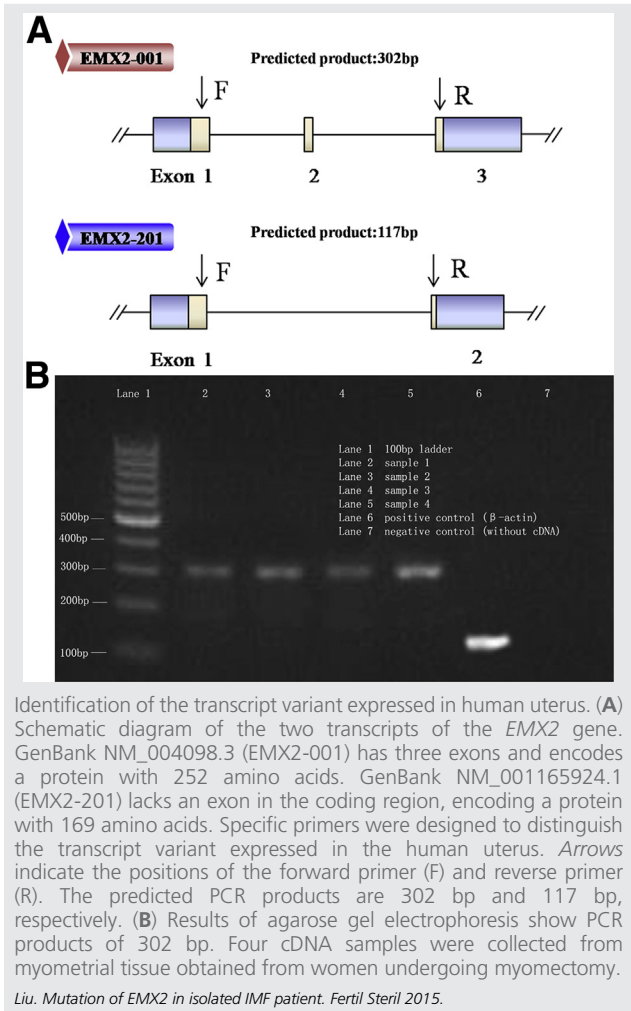 A
EMX2-001
Predicted product:302bp
F
R
Exon 1
2
3
EMX2-201
Predicted product:117bp
F
R
Exon 1
2
B
Lane 1
2
3
4
5
6
7
Lane 1 100bp ladder
Lane 2 sanple 1
Lane 3 sample 2
Lane 4 sample 3
Lane 5 sample 4
Lane 6 positive control (β-actin)
Lane 7 negative control (without cDNA)
500bp
400bp
300bp
200bp
100bp
Identification of the transcript variant expressed in human uterus. (A)
Schematic diagram of the two transcripts of the EMX2 gene.
GenBank NM_004098.3 (EMX2-001) has three exons and encodes
a protein with 252 amino acids. GenBank NM_001165924.1
(EMX2-201) lacks an exon in the coding region, encoding a protein
with 169 amino acids. Specific primers were designed to distinguish
the transcript variant expressed in the human uterus. Arrows
indicate the positions of the forward primer (F) and reverse primer
(R). The predicted PCR products are 302 bp and 117 bp,
respectively. (B) Results of agarose gel electrophoresis show PCR
products of 302 bp. Four cDNA samples were collected from
myometrial tissue obtained from women undergoing myomectomy.
Liu. Mutation of EMX2 in isolated IMF patient. Fertil Steril 2015.